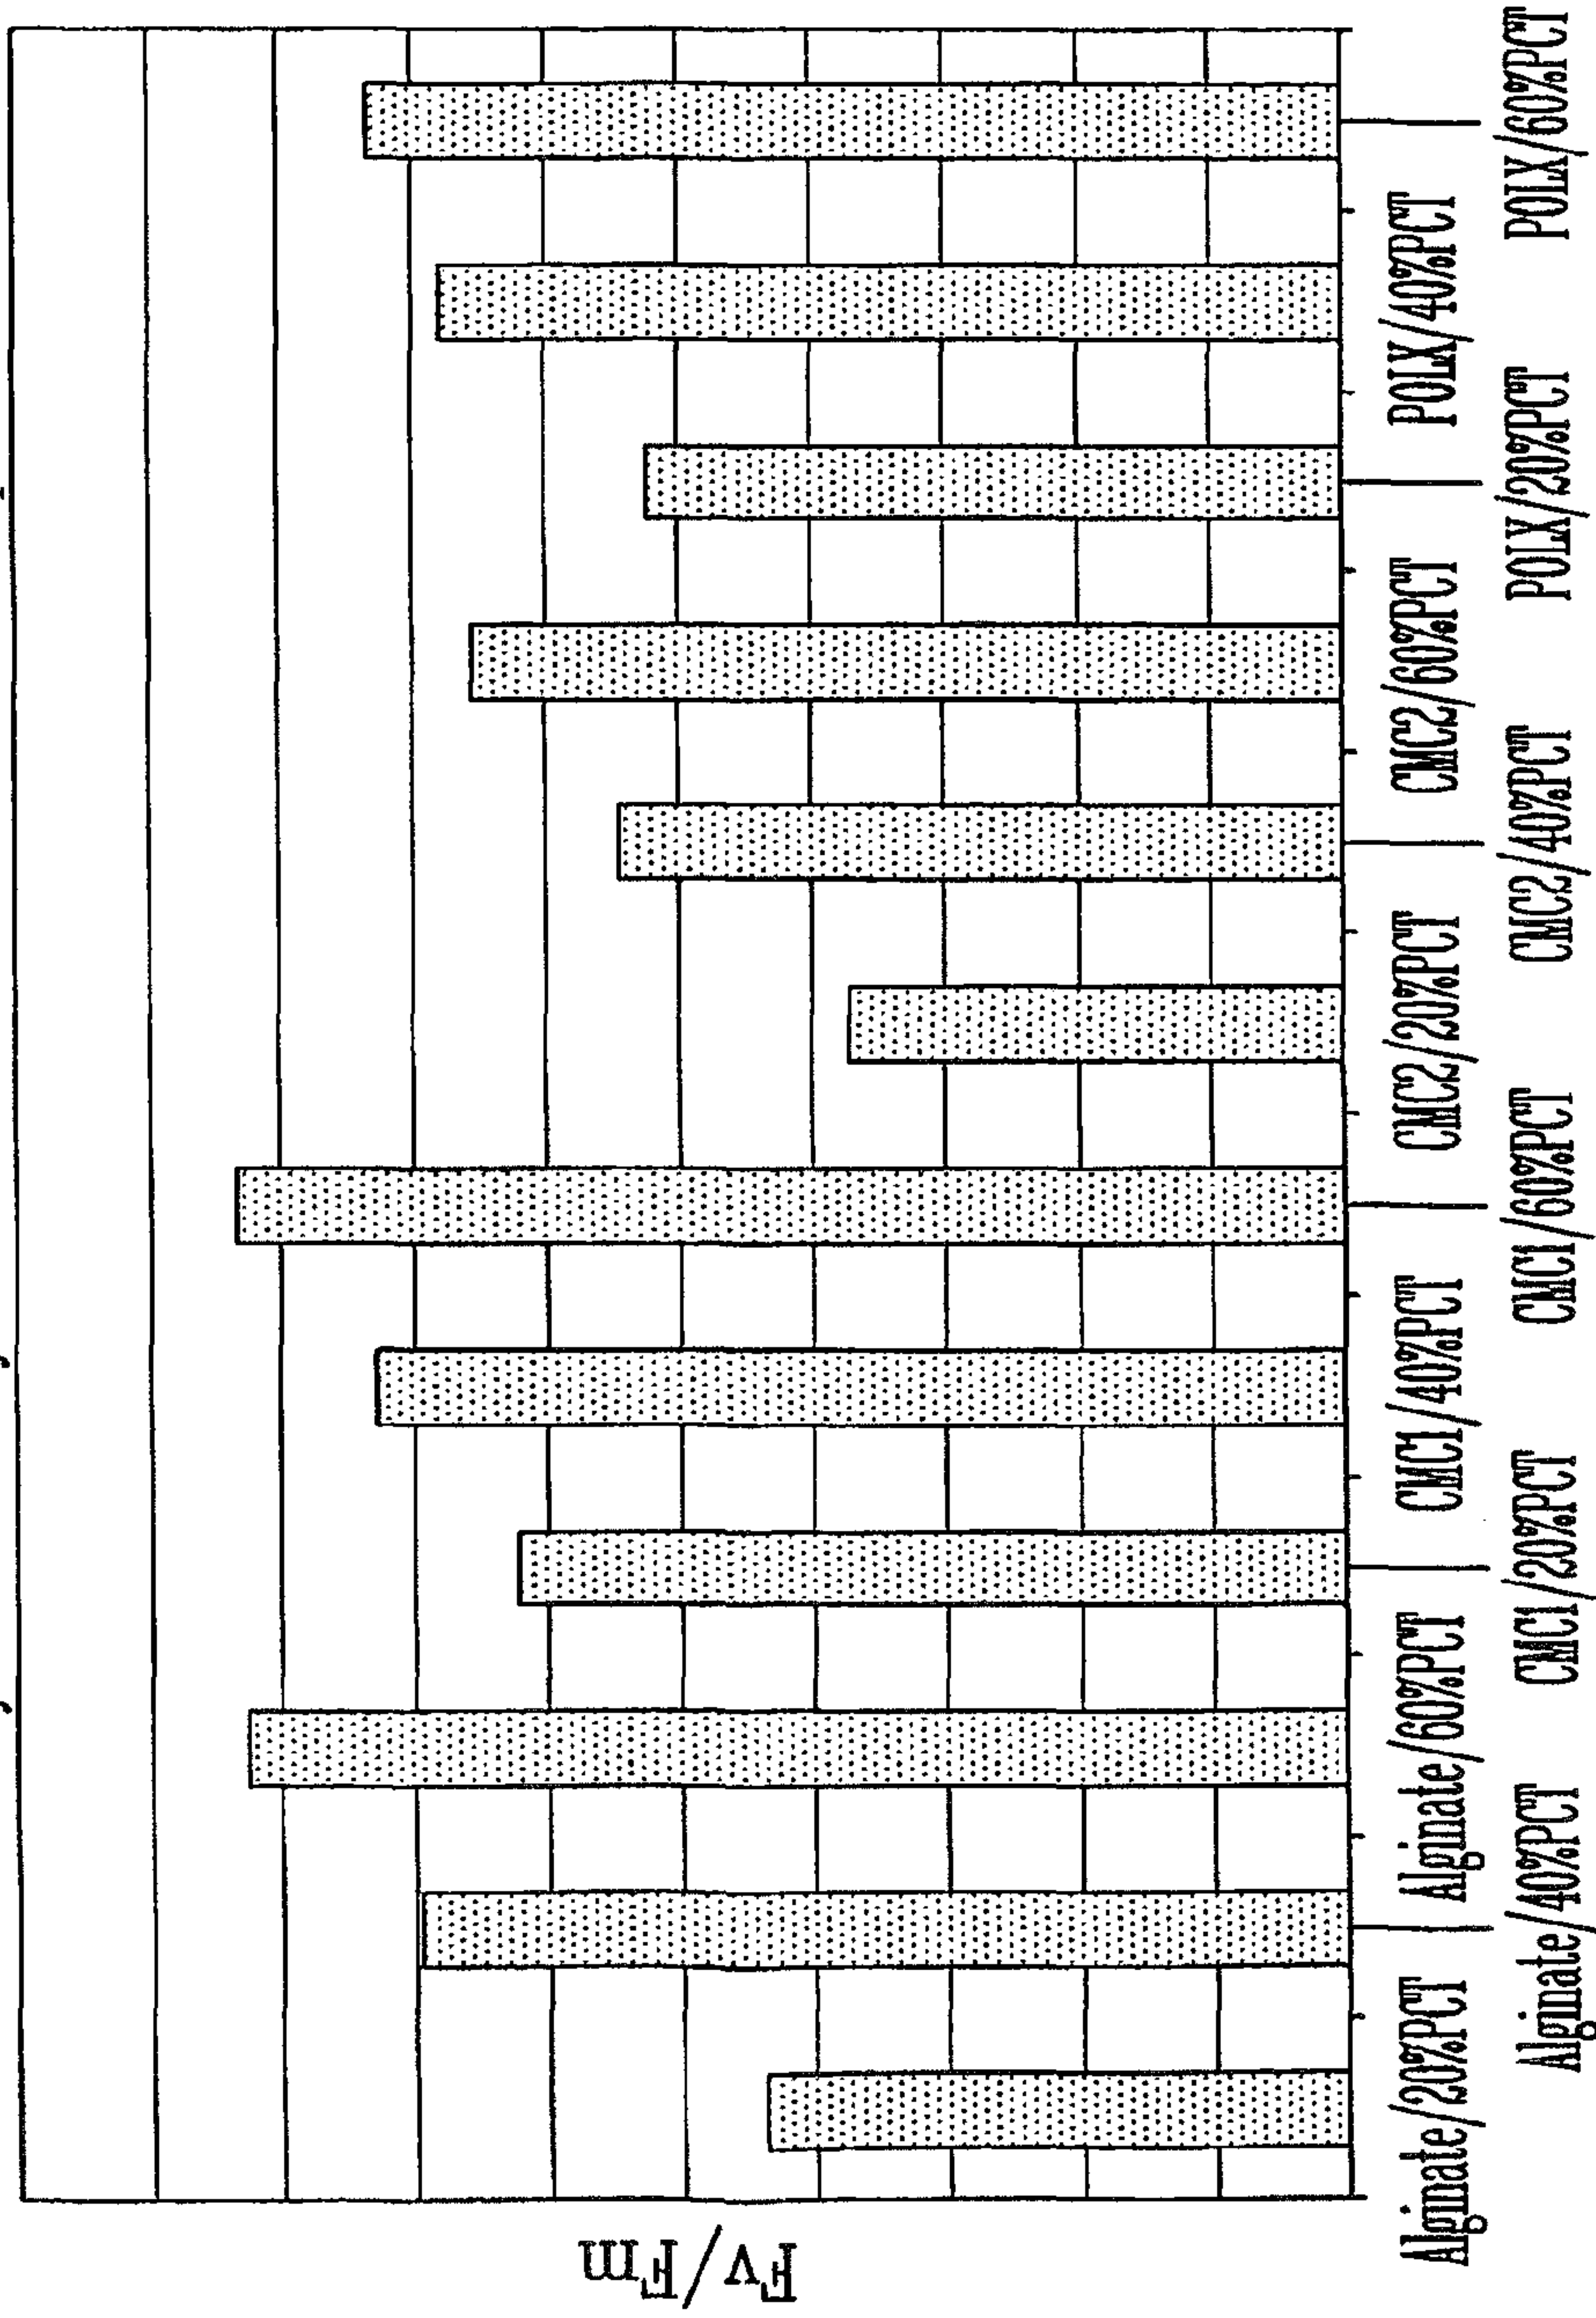 Fv/Fm
Alginate/20%PCT Alginate/60%PCT CMC1/40%PCT CMC2/20%PCT CMC2/60%PCT POLX/40%PCT
Alginate/40%PCT CMC1/20%PCT CMC1/60%PCT CMC2/40%PCT POLX/20%PCT POLX/60%PCT